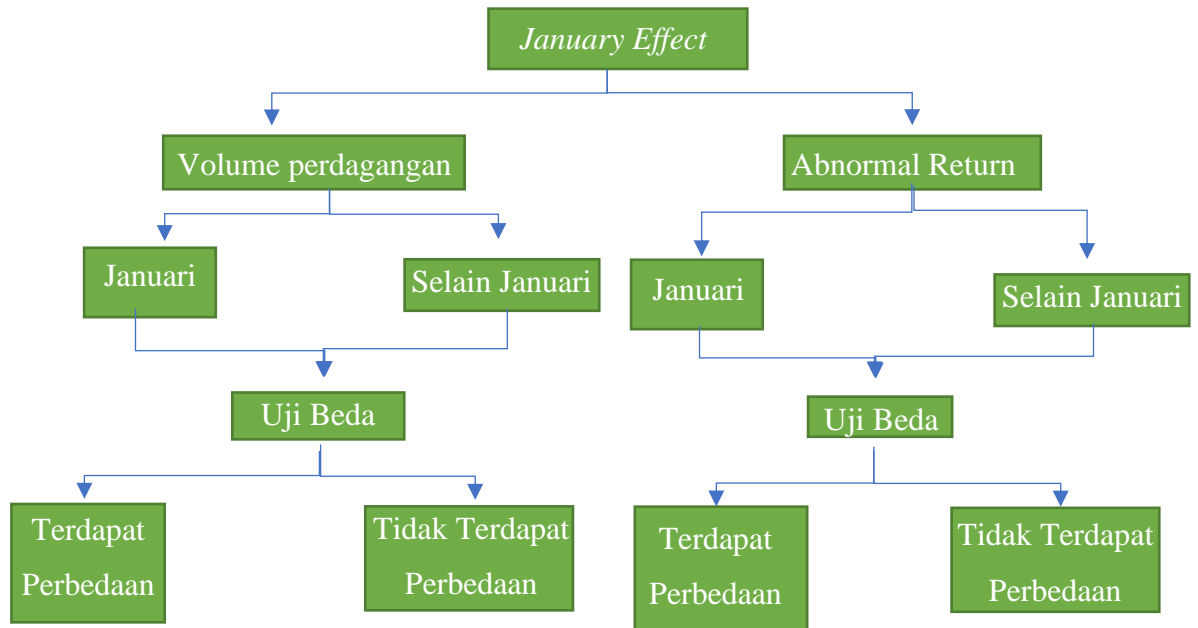 January Effect
Volume perdagangan
Abnormal Return
Januari
Selain Januari
Januari
Selain Januari
Uji Beda
Uji Beda
Terdapat
Perbedaan
Tidak Terdapat
Perbedaan
Terdapat
Perbedaan
Tidak Terdapat
Perbedaan